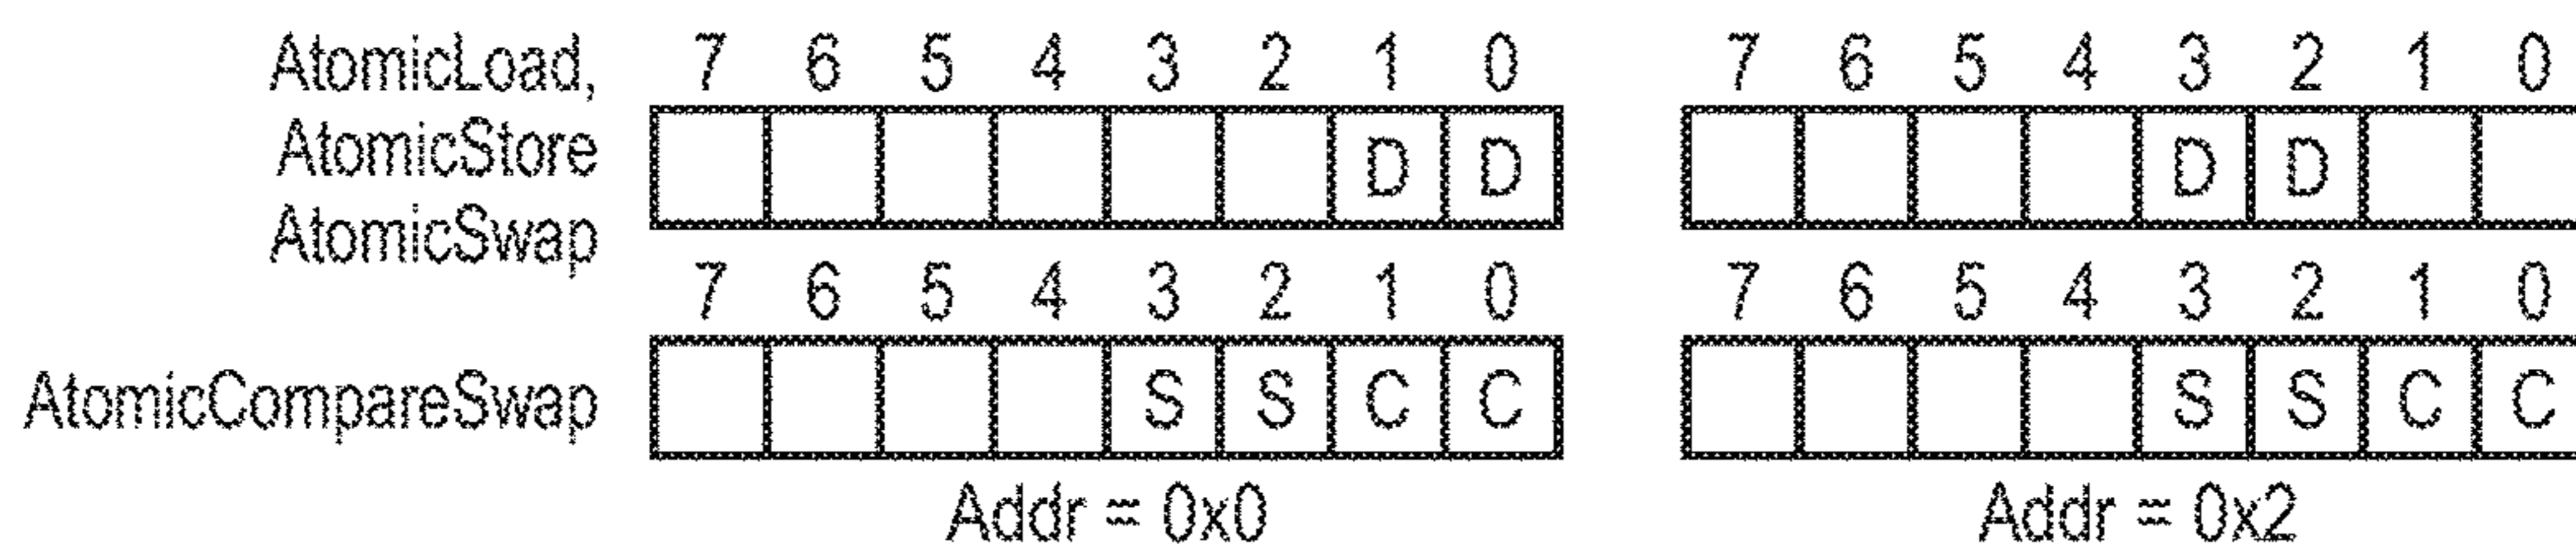 AtomicLoad, 7 6 5 4 3 2 1 0 7 6 5 4 3 2 1 0
AtomicStore D D D D
AtomicSwap
7 6 5 4 3 2 1 0 7 6 5 4 3 2 1 0
AtomicCompareSwap S S C C S S C C
Addr = 0x0 Addr = 0x2